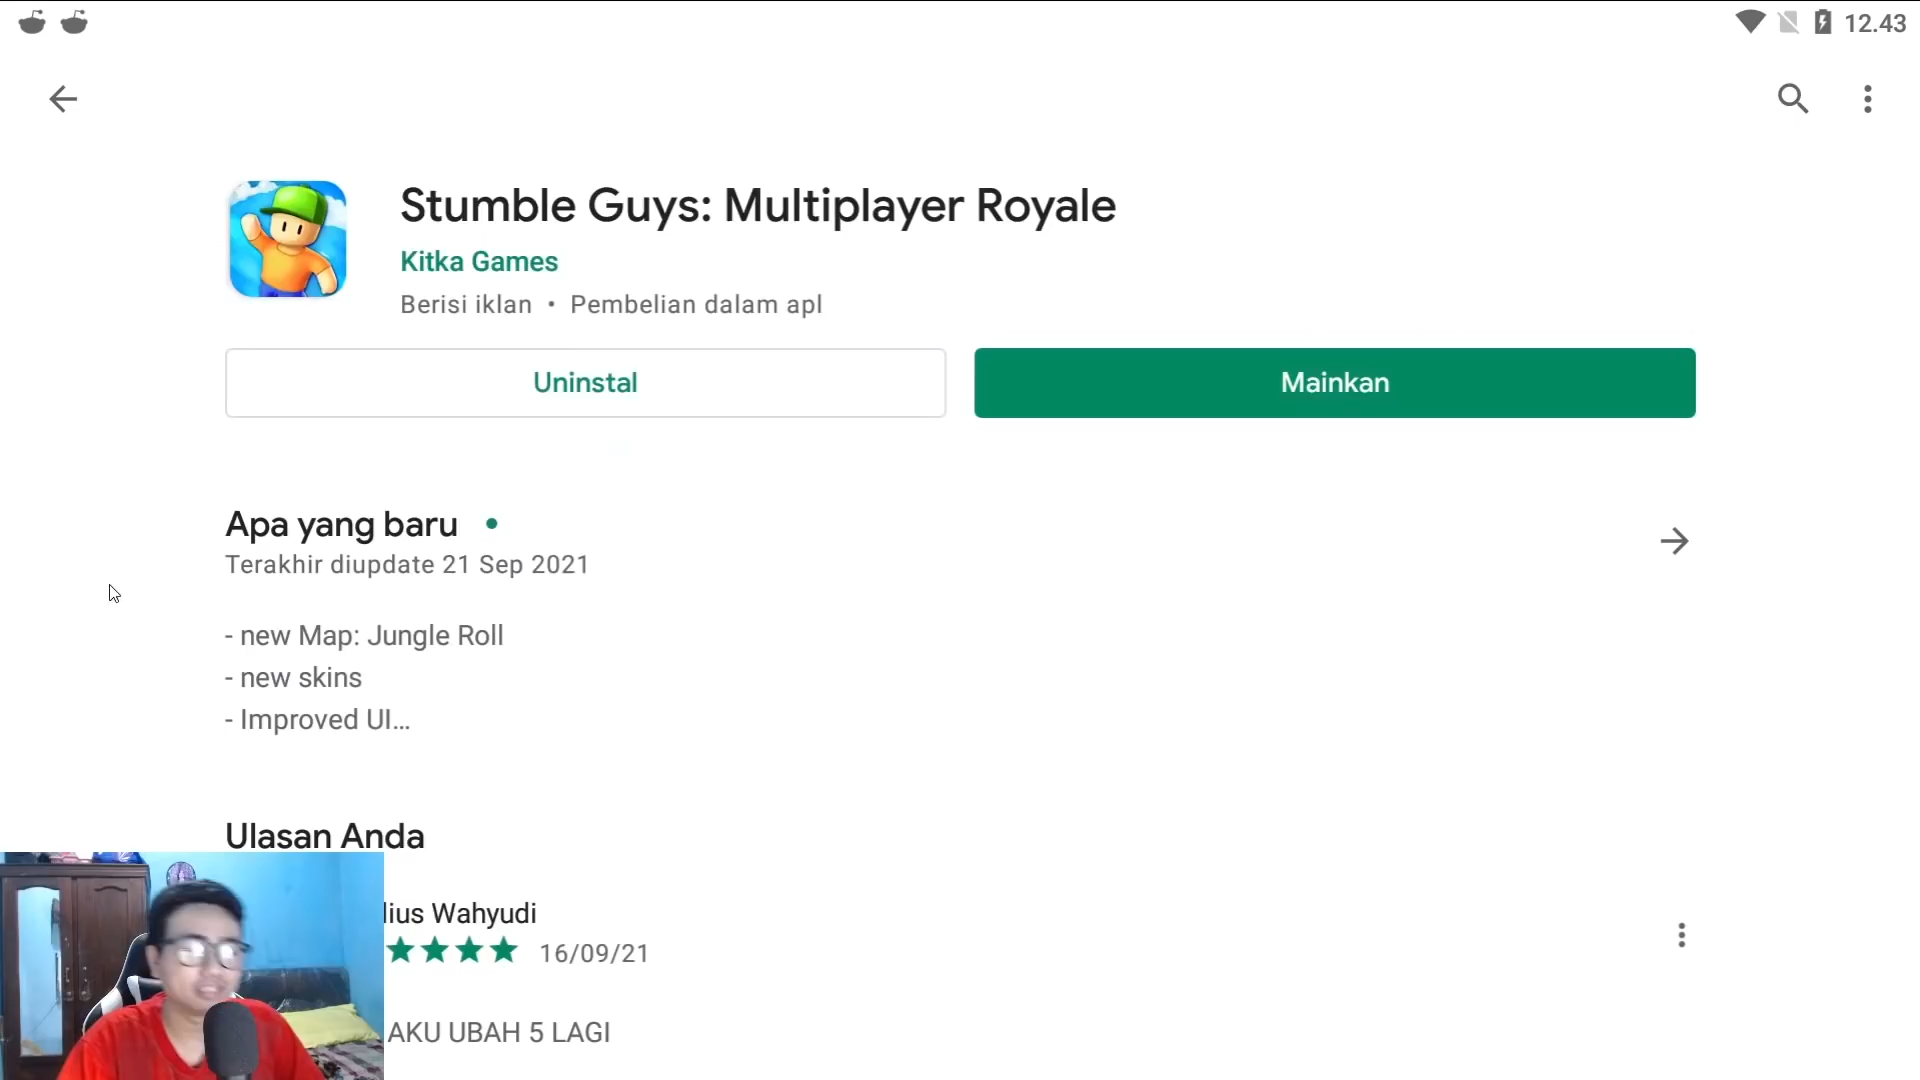 12.43
Stumble Guys: Multiplayer Royale
Kitka Games
Berisi iklan • Pembelian dalam apl
Uninstal
Mainkan
Apa yang baru •
Terakhir diupdate 21 Sep 2021
- new Map: Jungle Roll
- new skins
- Improved UI...
Ulasan Anda
lius Wahyudi
16/09/21
AKU UBAH 5 LAGI